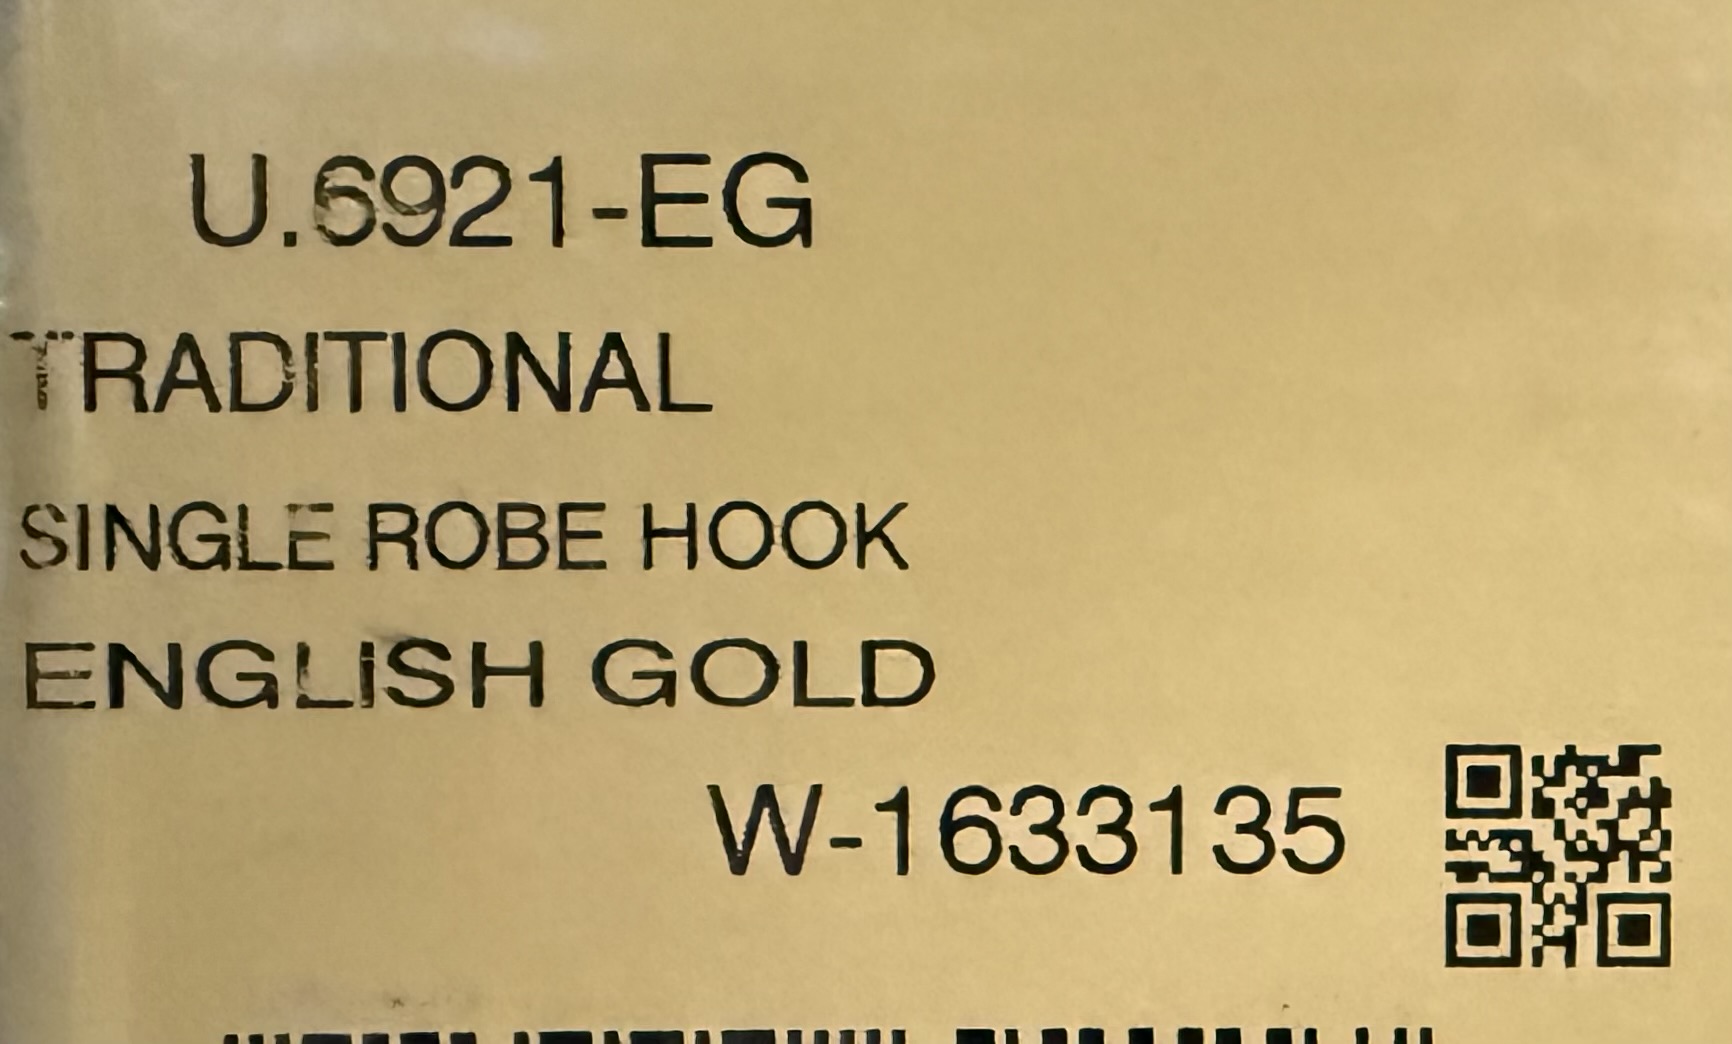 U.6921-EG
TRADITIONAL
SINGLE ROBE HOOK
ENGLISH GOLD
W-1633135